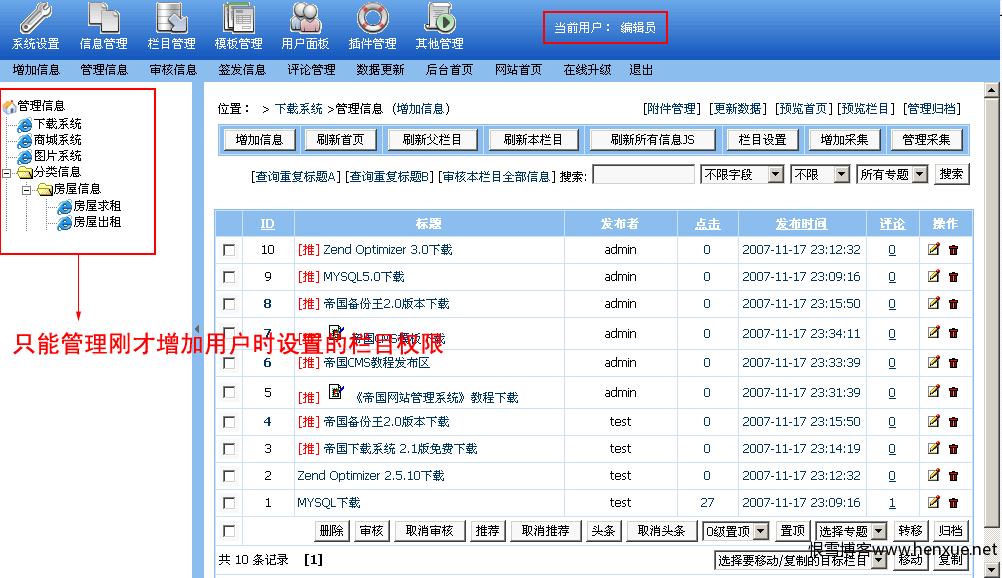 系统设置 信息管理 栏目管理 模板管理 用户面板 插件管理 其他管理 当前用户： 编辑员
增加信息 管理信息 审核信息 签发信息 评论管理 数据更新 后台首页 网站首页 在线升级 退出
管理信息
下载系统
商城系统
图片系统
分类信息
房屋信息
房屋求租
房屋出租
只能管理刚才增加用户时设置的栏目权限
位置： > 下载系统 >管理信息 (增加信息) [附件管理] [更新数据] [预览首页] [预览栏目] [管理归档]
增加信息 刷新首页 刷新父栏目 刷新本栏目 刷新所有信息JS 栏目设置 增加采集 管理采集
[查询重复标题A] [查询重复标题B] [审核本栏目全部信息] 搜索: 不限字段 不限 所有专题 搜索
ID 标题 发布者 点击 发布时间 评论 操作
10 [推] Zend Optimizer 3.0下载 admin 0 2007-11-17 23:12:32 0
9 [推] MYSQL5.0下载 admin 0 2007-11-17 23:09:16 0
8 [推] 帝国备份王2.0版本下载 admin 0 2007-11-17 23:15:50 0
7 [推] 帝国CMS教程下载 admin 0 2007-11-17 23:34:11 0
6 [推] 帝国CMS教程发布区 admin 0 2007-11-17 23:33:39 0
5 [推] 《帝国网站管理系统》教程下载 admin 0 2007-11-17 23:31:39 0
4 [推] 帝国备份王2.0版本下载 test 0 2007-11-17 23:15:50 0
3 [推] 帝国下载系统 2.1版免费下载 test 0 2007-11-17 23:14:19 0
2 Zend Optimizer 2.5.10下载 test 0 2007-11-17 23:12:32 0
1 MYSQL下载 test 27 2007-11-17 23:09:16 1
删除 审核 取消审核 推荐 取消推荐 头条 取消头条 0级置顶 置顶 选择专题 转移 归档
共 10 条记录 [1] 选择要移动/复制的目标栏目 移动 复制
恨雪博客www.henxue.net